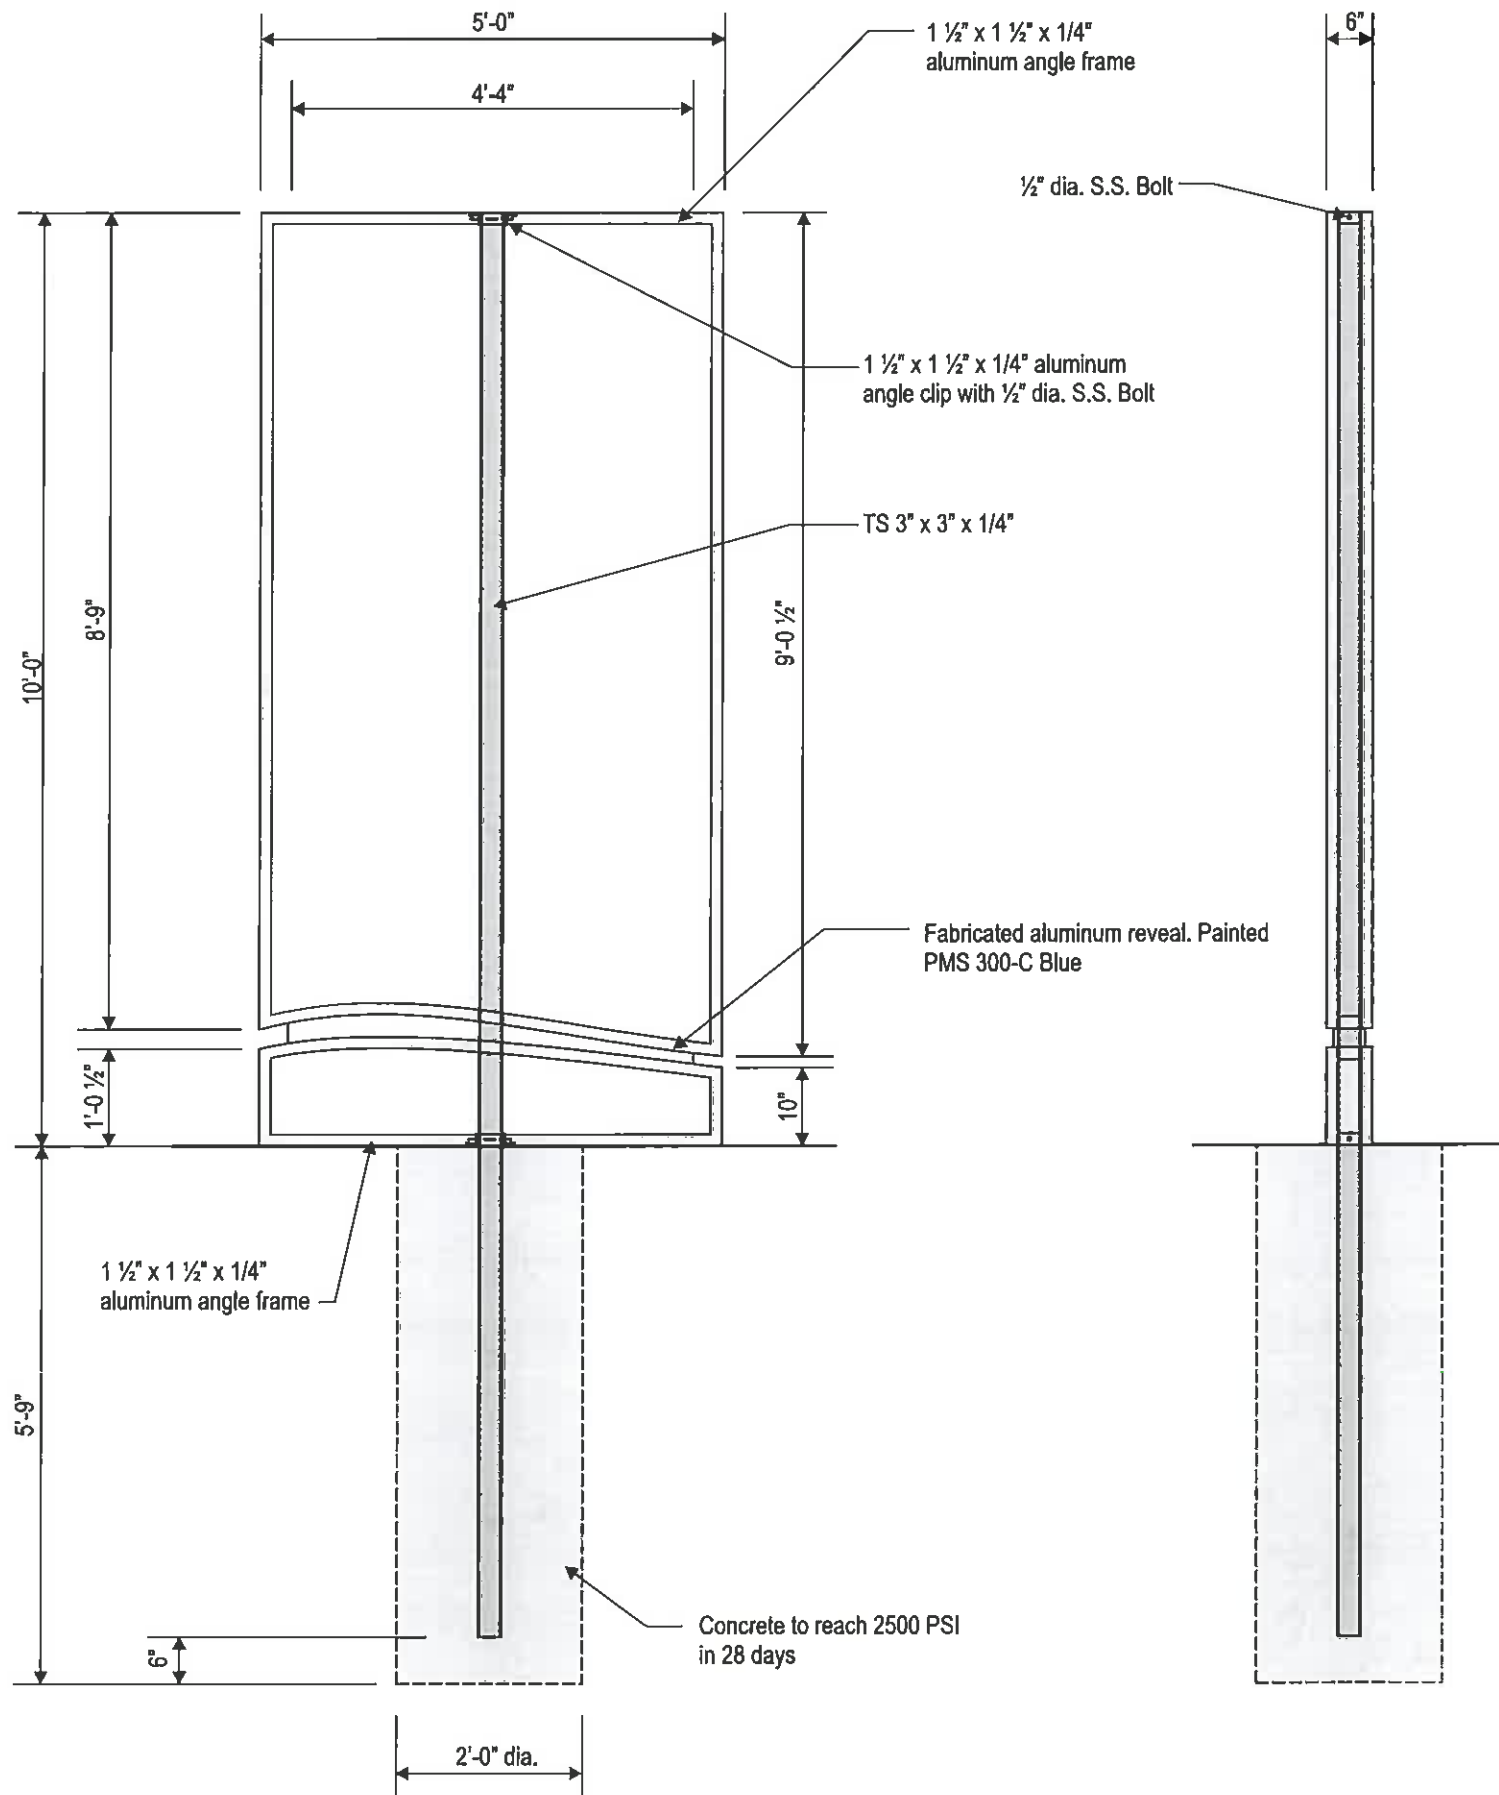 5'-0"
1 ½" x 1 ½" x 1/4"
aluminum angle frame
6"
4'-4"
½" dia. S.S. Bolt
1 ½" x 1 ½" x 1/4" aluminum
angle clip with ½" dia. S.S. Bolt
TS 3" x 3" x 1/4"
8'-9"
9'-0 ½"
10'-0"
Fabricated aluminum reveal. Painted
PMS 300-C Blue
1'-0 ½"
10"
1 ½" x 1 ½" x 1/4"
aluminum angle frame
5'-9"
Concrete to reach 2500 PSI
in 28 days
6"
2'-0" dia.